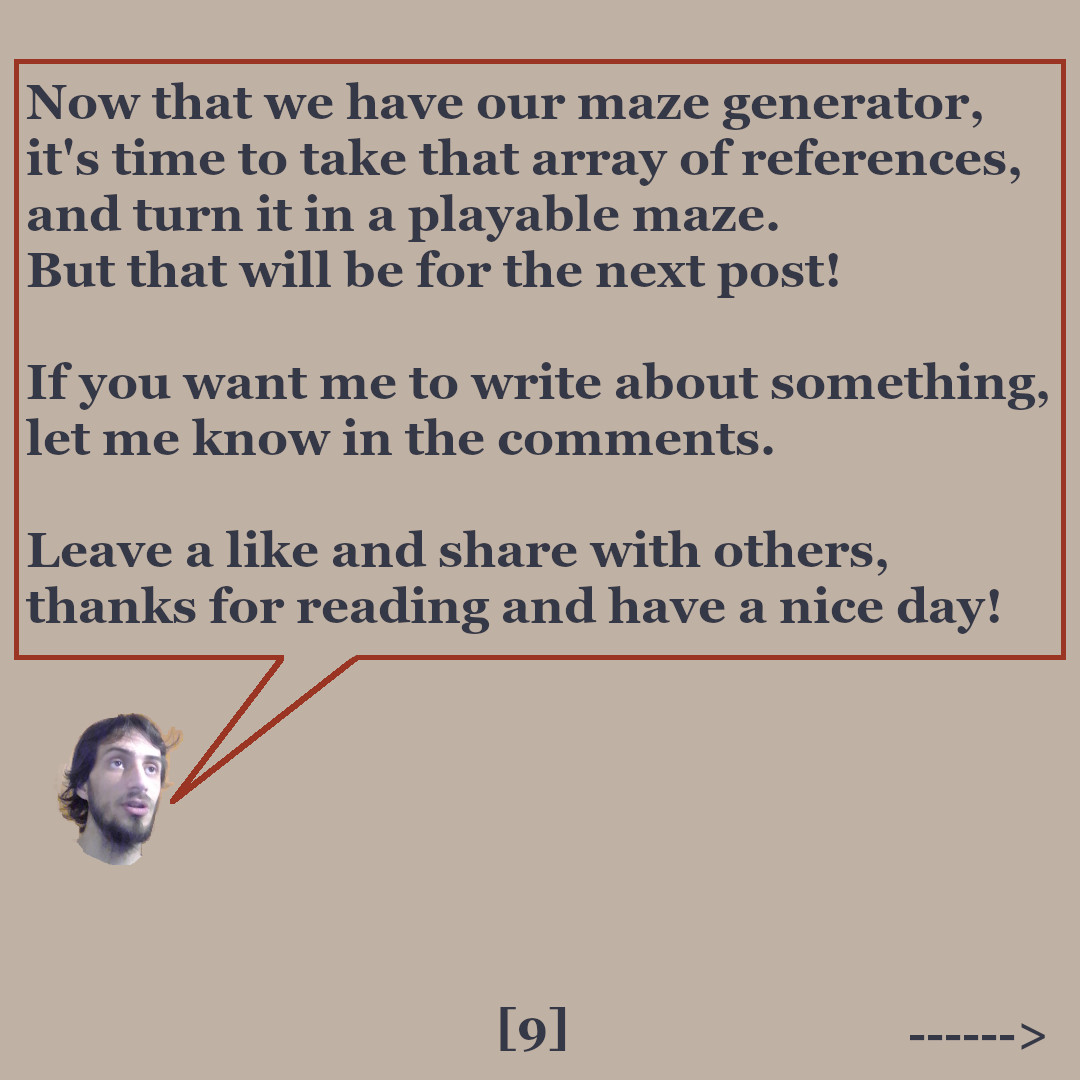 Now that we have our maze generator,
it's time to take that array of references,
and turn it in a playable maze.
But that will be for the next post!
If you want me to write about something,
let me know in the comments.
Leave a like and share with others,
thanks for reading and have a nice day!
[9]
------>